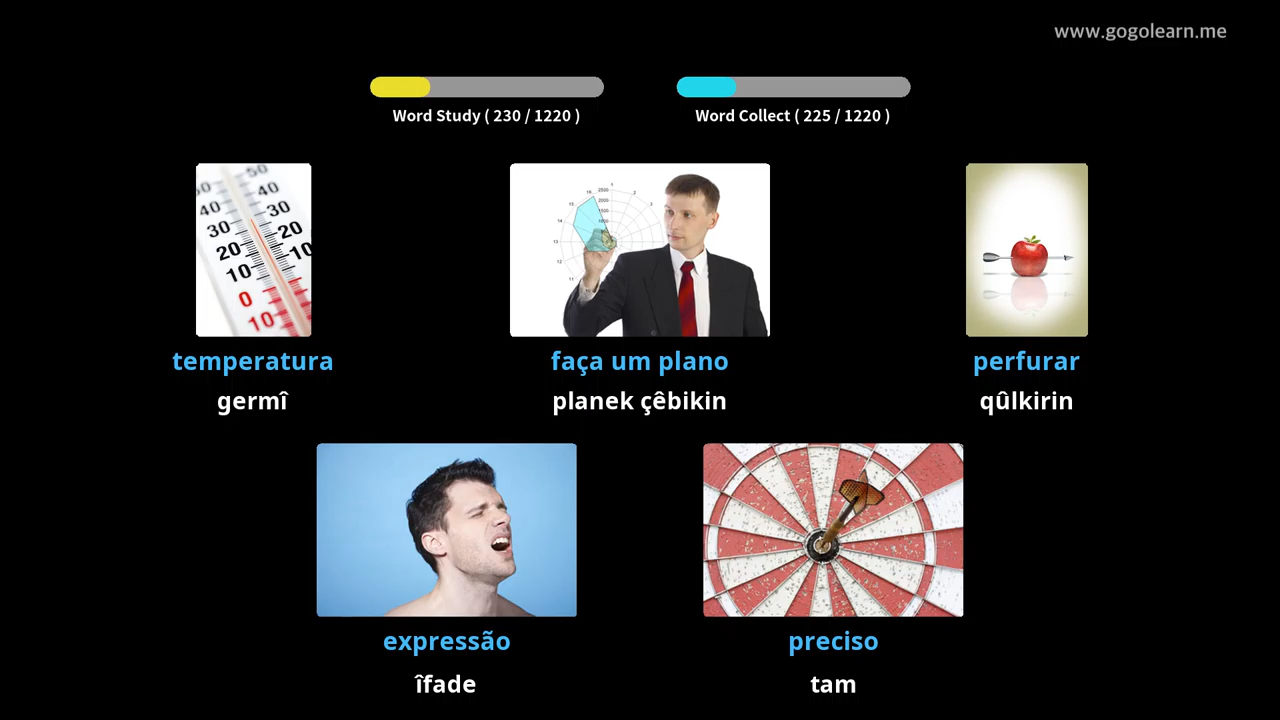 www.gogolearn.me
Word Study ( 230 / 1220 )
Word Collect ( 225 / 1220 )
temperatura
germî
faça um plano
planek çêbikin
perfurar
qûlkirin
expressão
îfade
preciso
tam